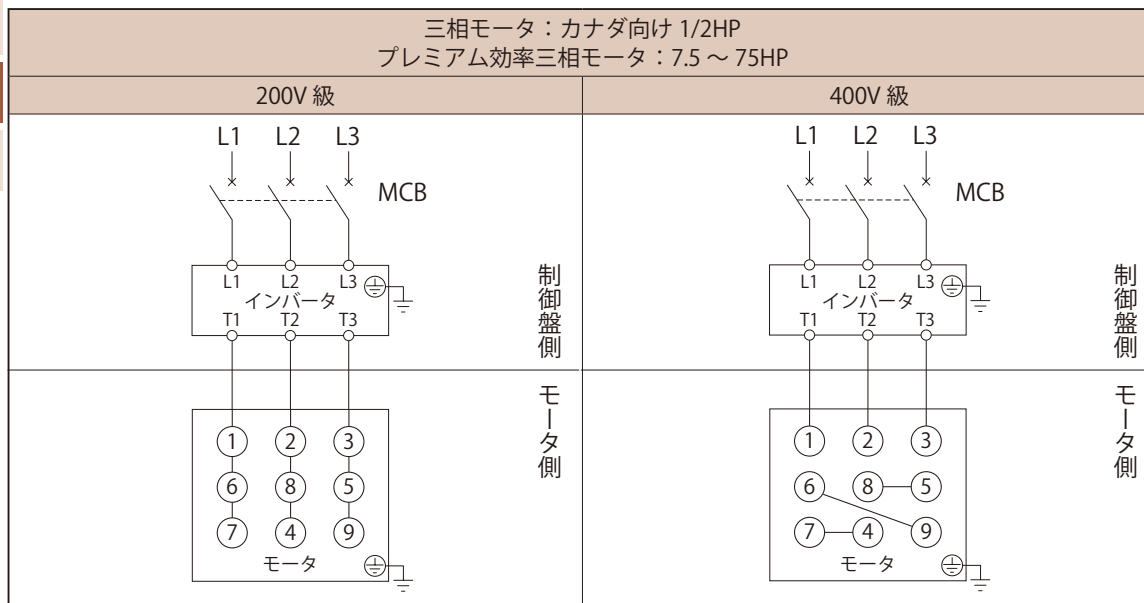 三相モータ：カナダ向け 1/2HP
プレミアム効率三相モータ：7.5 ～ 75HP
200V 級
400V 級
L1 L2 L3
MCB
L1 L2 L3
インバータ
T1 T2 T3
制御盤側
モータ側
1 2 3
6 8 5
7 4 9
モータ
L1 L2 L3
MCB
L1 L2 L3
インバータ
T1 T2 T3
制御盤側
モータ側
1 2 3
6 8 5
7 4 9
モータ